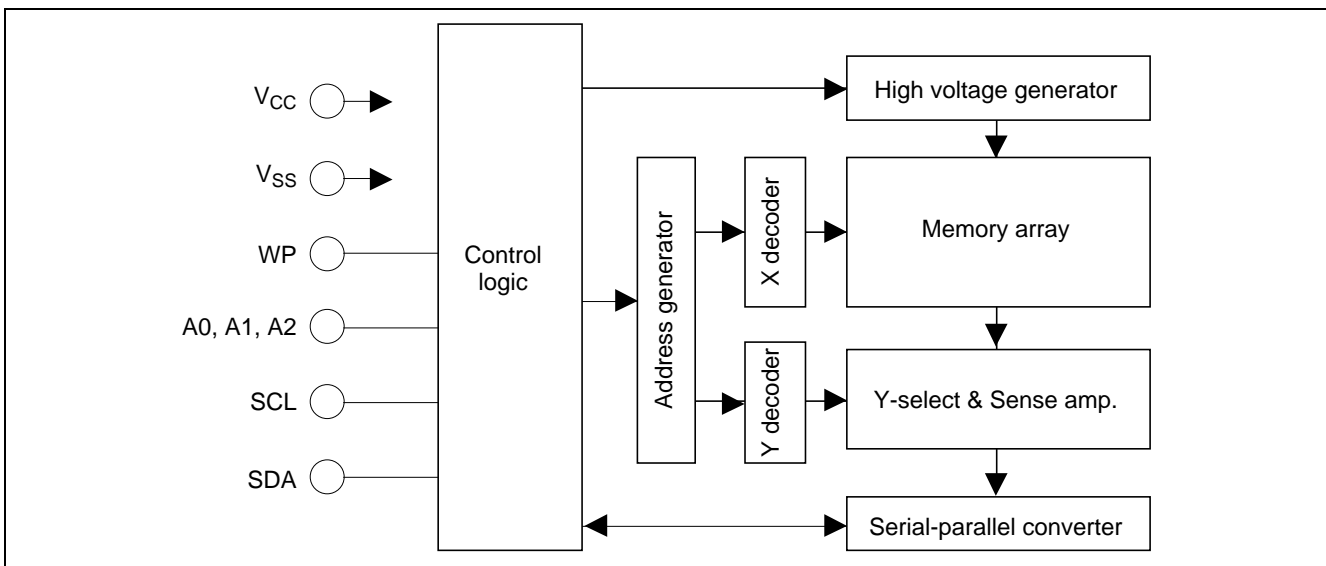 VCC
VSS
WP
A0, A1, A2
SCL
SDA
Control
logic
Address generator
X decoder
Y decoder
High voltage generator
Memory array
Y-select & Sense amp.
Serial-parallel converter